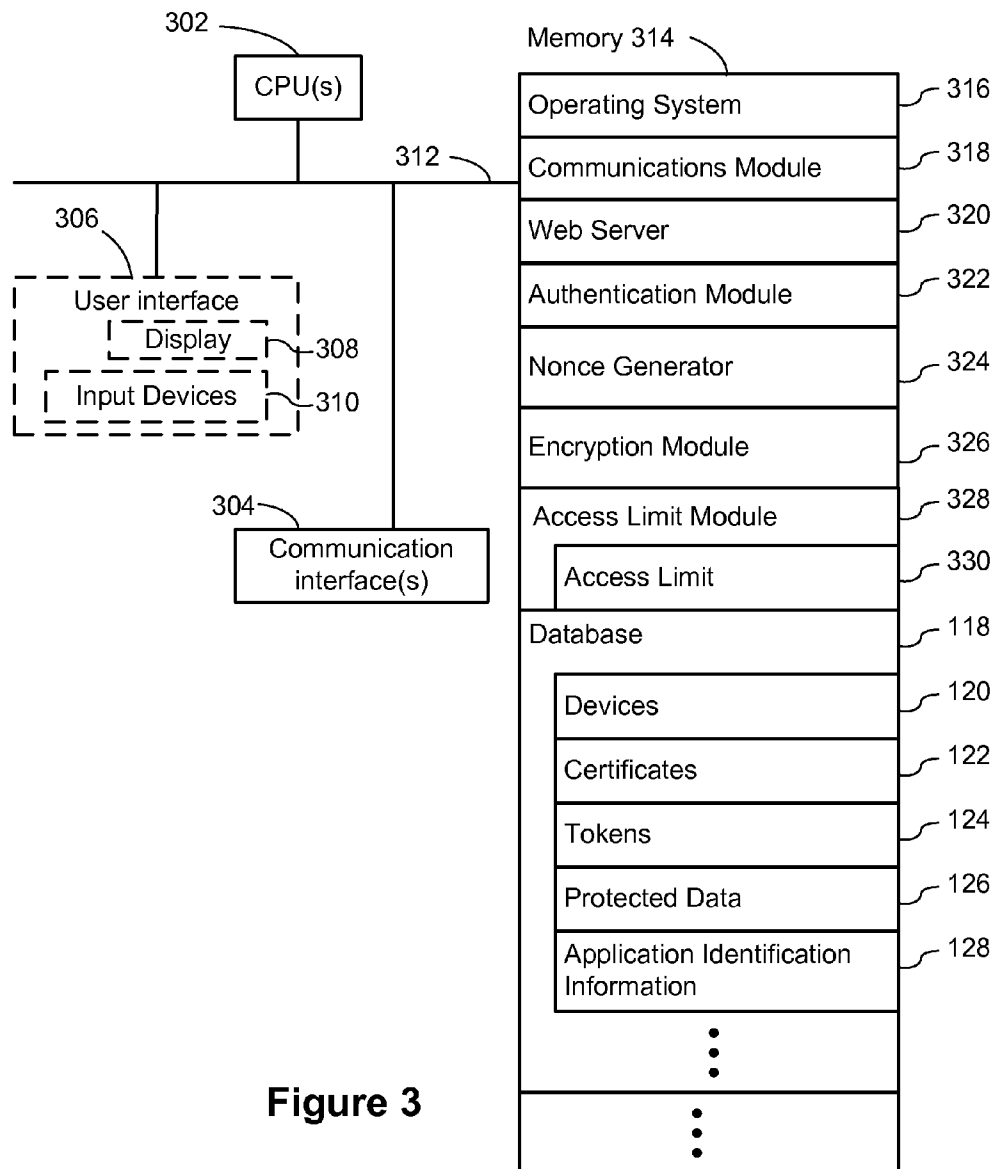 302
CPU(s)
312
306
User interface
Display
308
Input Devices
310
304
Communication
interface(s)
Memory 314
Operating System
316
Communications Module
318
Web Server
320
Authentication Module
322
Nonce Generator
324
Encryption Module
326
Access Limit Module
328
Access Limit
330
Database
118
Devices
120
Certificates
122
Tokens
124
Protected Data
126
Application Identification
Information
128
Figure 3